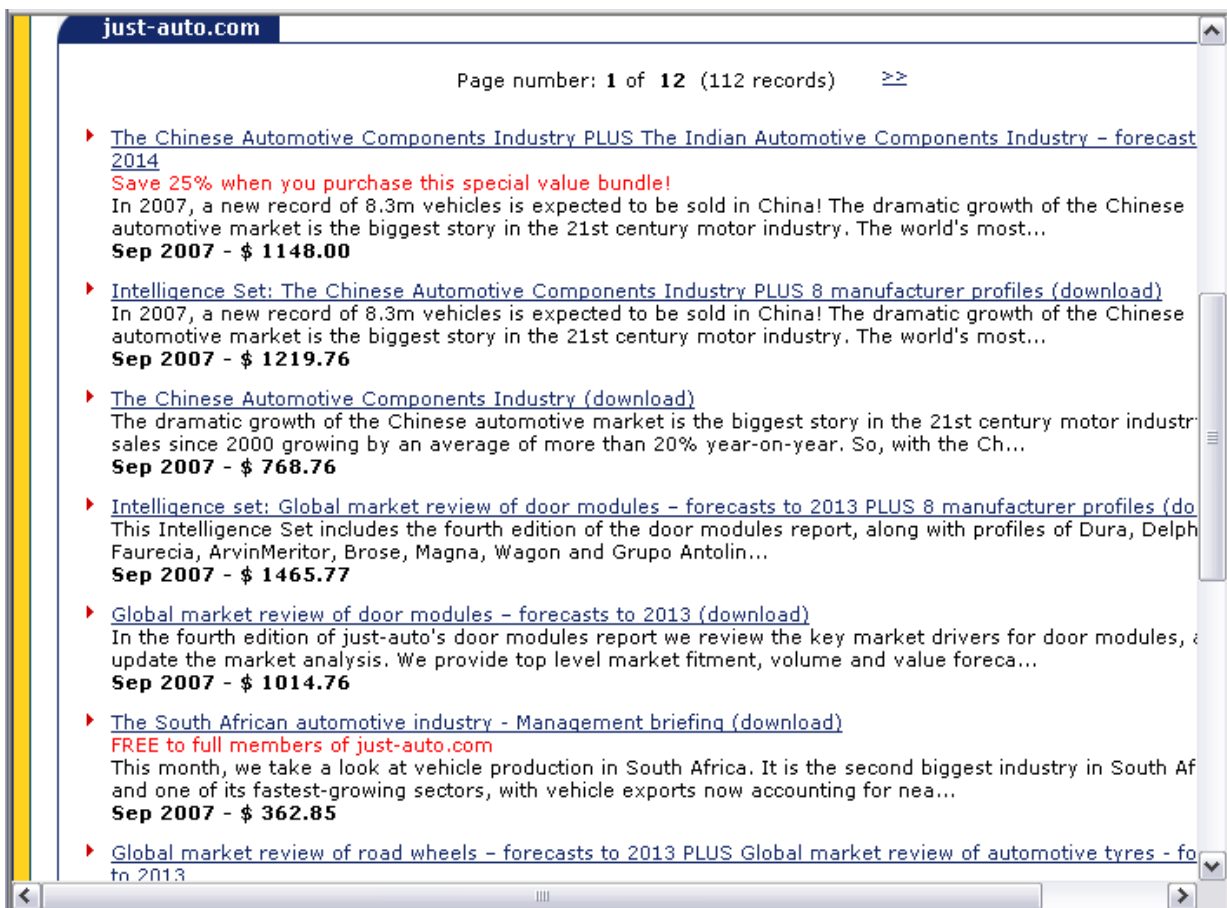 just-auto.com
Page number: 1 of 12 (112 records) >>
The Chinese Automotive Components Industry PLUS The Indian Automotive Components Industry – forecast
2014
Save 25% when you purchase this special value bundle!
In 2007, a new record of 8.3m vehicles is expected to be sold in China! The dramatic growth of the Chinese
automotive market is the biggest story in the 21st century motor industry. The world's most...
Sep 2007 - $ 1148.00
Intelligence Set: The Chinese Automotive Components Industry PLUS 8 manufacturer profiles (download)
In 2007, a new record of 8.3m vehicles is expected to be sold in China! The dramatic growth of the Chinese
automotive market is the biggest story in the 21st century motor industry. The world's most...
Sep 2007 - $ 1219.76
The Chinese Automotive Components Industry (download)
The dramatic growth of the Chinese automotive market is the biggest story in the 21st century motor industr
sales since 2000 growing by an average of more than 20% year-on-year. So, with the Ch...
Sep 2007 - $ 768.76
Intelligence set: Global market review of door modules – forecasts to 2013 PLUS 8 manufacturer profiles (do
This Intelligence Set includes the fourth edition of the door modules report, along with profiles of Dura, Delph
Faurecia, ArvinMeritor, Brose, Magna, Wagon and Grupo Antolin...
Sep 2007 - $ 1465.77
Global market review of door modules – forecasts to 2013 (download)
In the fourth edition of just-auto's door modules report we review the key market drivers for door modules,
update the market analysis. We provide top level market fitment, volume and value foreca...
Sep 2007 - $ 1014.76
The South African automotive industry - Management briefing (download)
FREE to full members of just-auto.com
This month, we take a look at vehicle production in South Africa. It is the second biggest industry in South Af
and one of its fastest-growing sectors, with vehicle exports now accounting for nea...
Sep 2007 - $ 362.85
Global market review of road wheels – forecasts to 2013 PLUS Global market review of automotive tyres - fo
to 2013